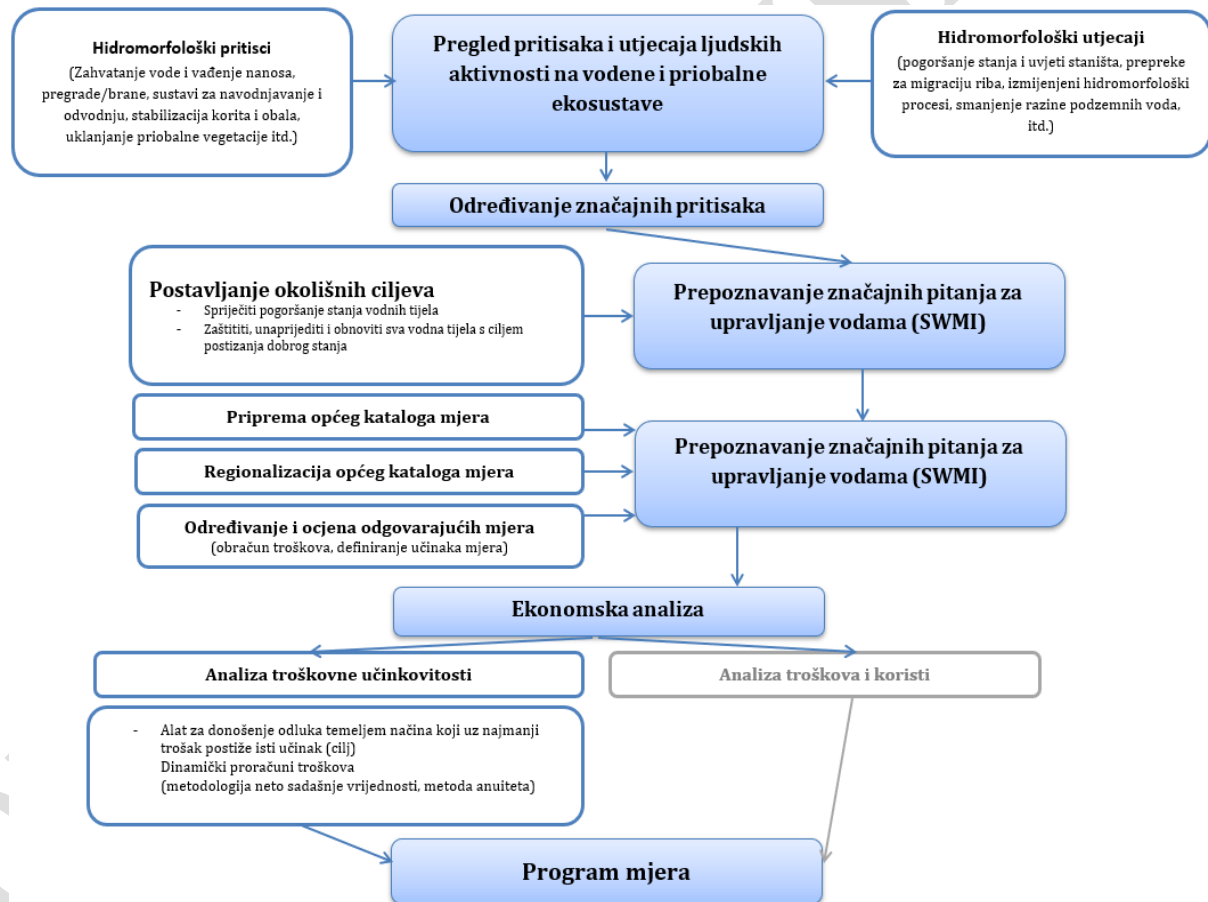 Hidromorfološki pritisci
(Zahvatanje vode i vađenje nanosa,
pregrade/brane, sustavi za navodnjavanje i
odvodnju, stabilizacija korita i obala,
uklanjanje priobalne vegetacije itd.)
Pregled pritisaka i utjecaja ljudskih
aktivnosti na vodene i priobalne
ekosustave
Hidromorfološki utjecaji
(pogoršanje stanja i uvjeti staništa, prepreke
za migraciju riba, izmijenjeni hidromorfološki
procesi, smanjenje razine podzemnih voda,
itd.)
Određivanje značajnih pritisaka
Postavljanje okolišnih ciljeva
- Spriječiti pogoršanje stanja vodnih tijela
- Zaštititi, unaprijediti i obnoviti sva vodna tijela s ciljem
postizanja dobrog stanja
Prepoznavanje značajnih pitanja za
upravljanje vodama (SWMI)
Priprema općeg kataloga mjera
Regionalizacija općeg kataloga mjera
Određivanje i ocjena odgovarajućih mjera
(obračun troškova, definiranje učinaka mjera)
Prepoznavanje značajnih pitanja za
upravljanje vodama (SWMI)
Ekonomska analiza
Analiza troškovne učinkovitosti
Analiza troškova i koristi
- Alat za donošenje odluka temeljem načina koji uz najmanji
trošak postiže isti učinak (cilj)
Dinamički proračuni troškova
(metodologija neto sadašnje vrijednosti, metoda anuiteta)
Program mjera